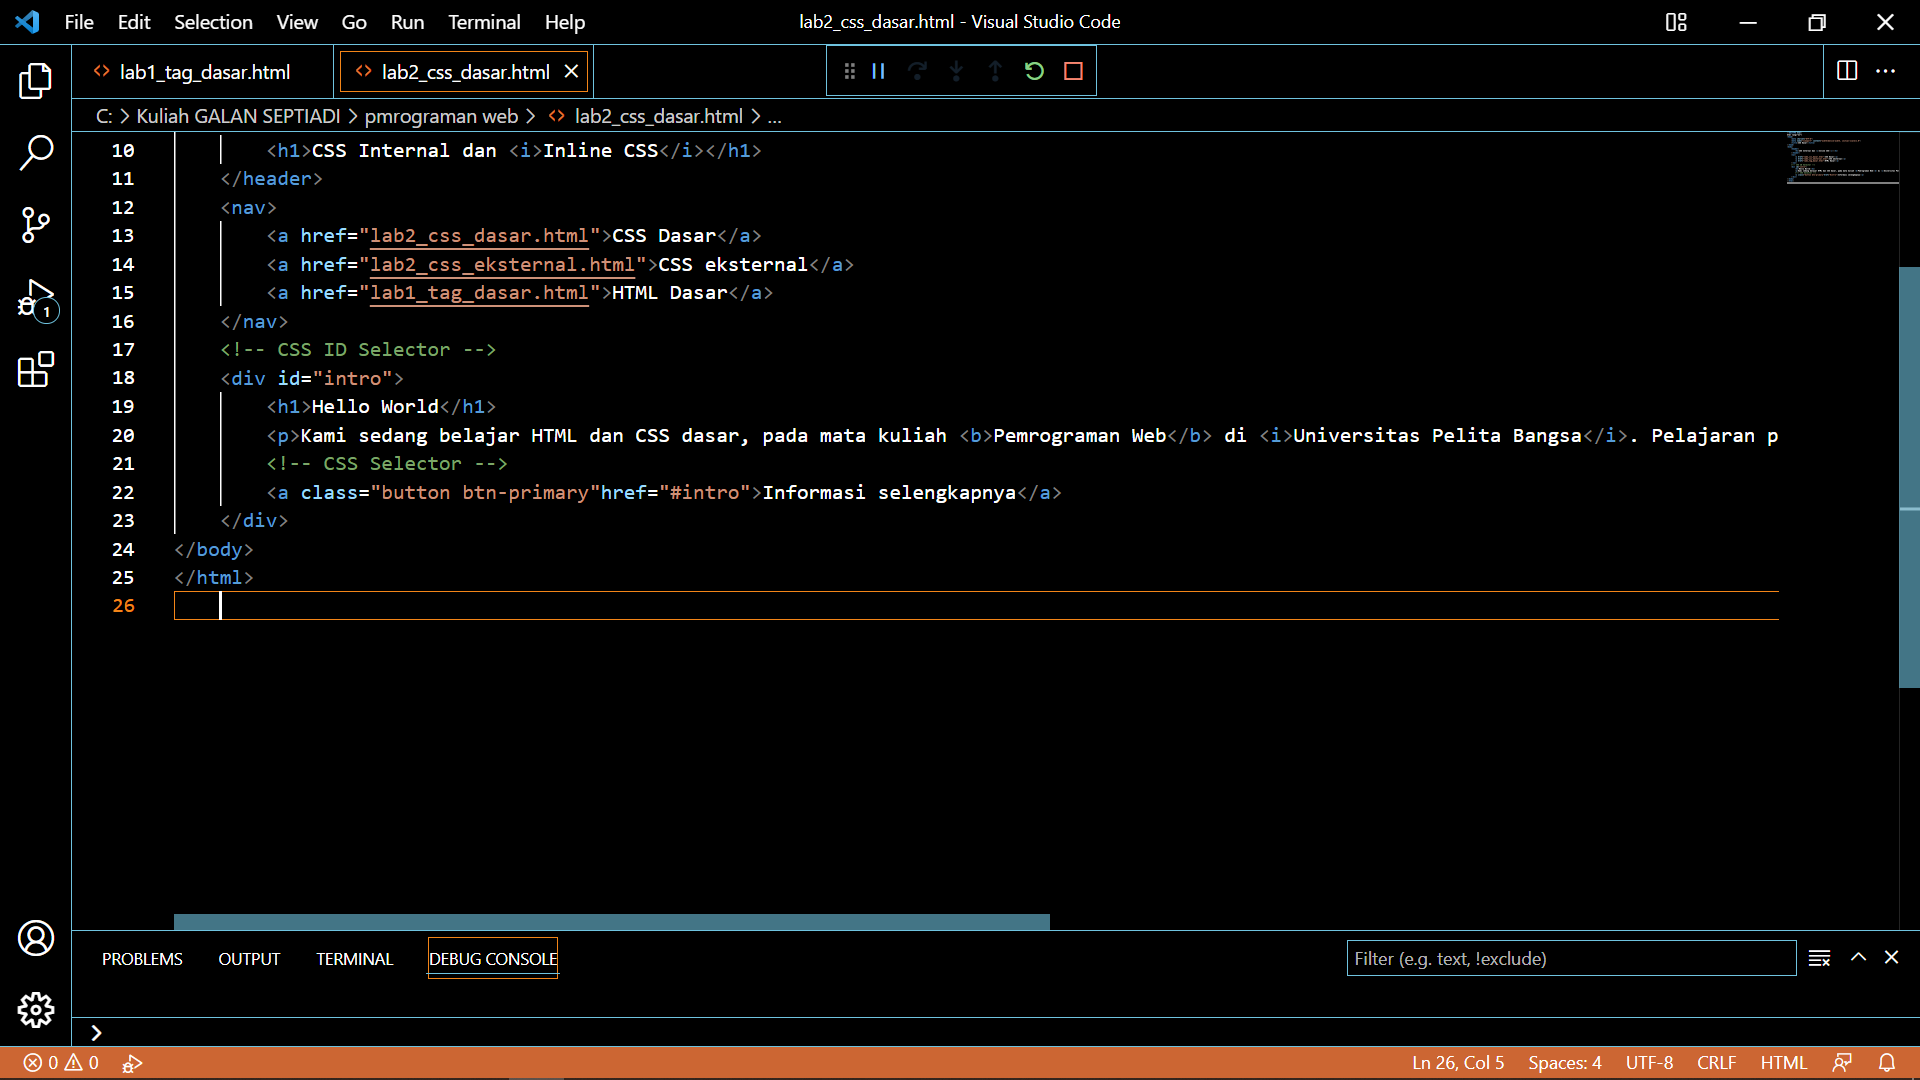 File Edit Selection View Go Run Terminal Help lab2_css_dasar.html - Visual Studio Code
lab1_tag_dasar.html lab2_css_dasar.html
C: > Kuliah GALAN SEPTIADI > pmrograman web > lab2_css_dasar.html > ...
10 <h1>CSS Internal dan <i>Inline CSS</i></h1>
11 </header>
12 <nav>
13 <a href="lab2_css_dasar.html">CSS Dasar</a>
14 <a href="lab2_css_eksternal.html">CSS eksternal</a>
15 <a href="lab1_tag_dasar.html">HTML Dasar</a>
16 </nav>
17 <!-- CSS ID Selector -->
18 <div id="intro">
19 <h1>Hello World</h1>
20 <p>Kami sedang belajar HTML dan CSS dasar, pada mata kuliah <b>Pemrograman Web</b> di <i>Universitas Pelita Bangsa</i>. Pelajaran p
21 <!-- CSS Selector -->
22 <a class="button btn-primary"href="#intro">Informasi selengkapnya</a>
23 </div>
24 </body>
25 </html>
26
1
PROBLEMS OUTPUT TERMINAL DEBUG CONSOLE Filter (e.g. text, !exclude)
0 0 Ln 26, Col 5 Spaces: 4 UTF-8 CRLF HTML